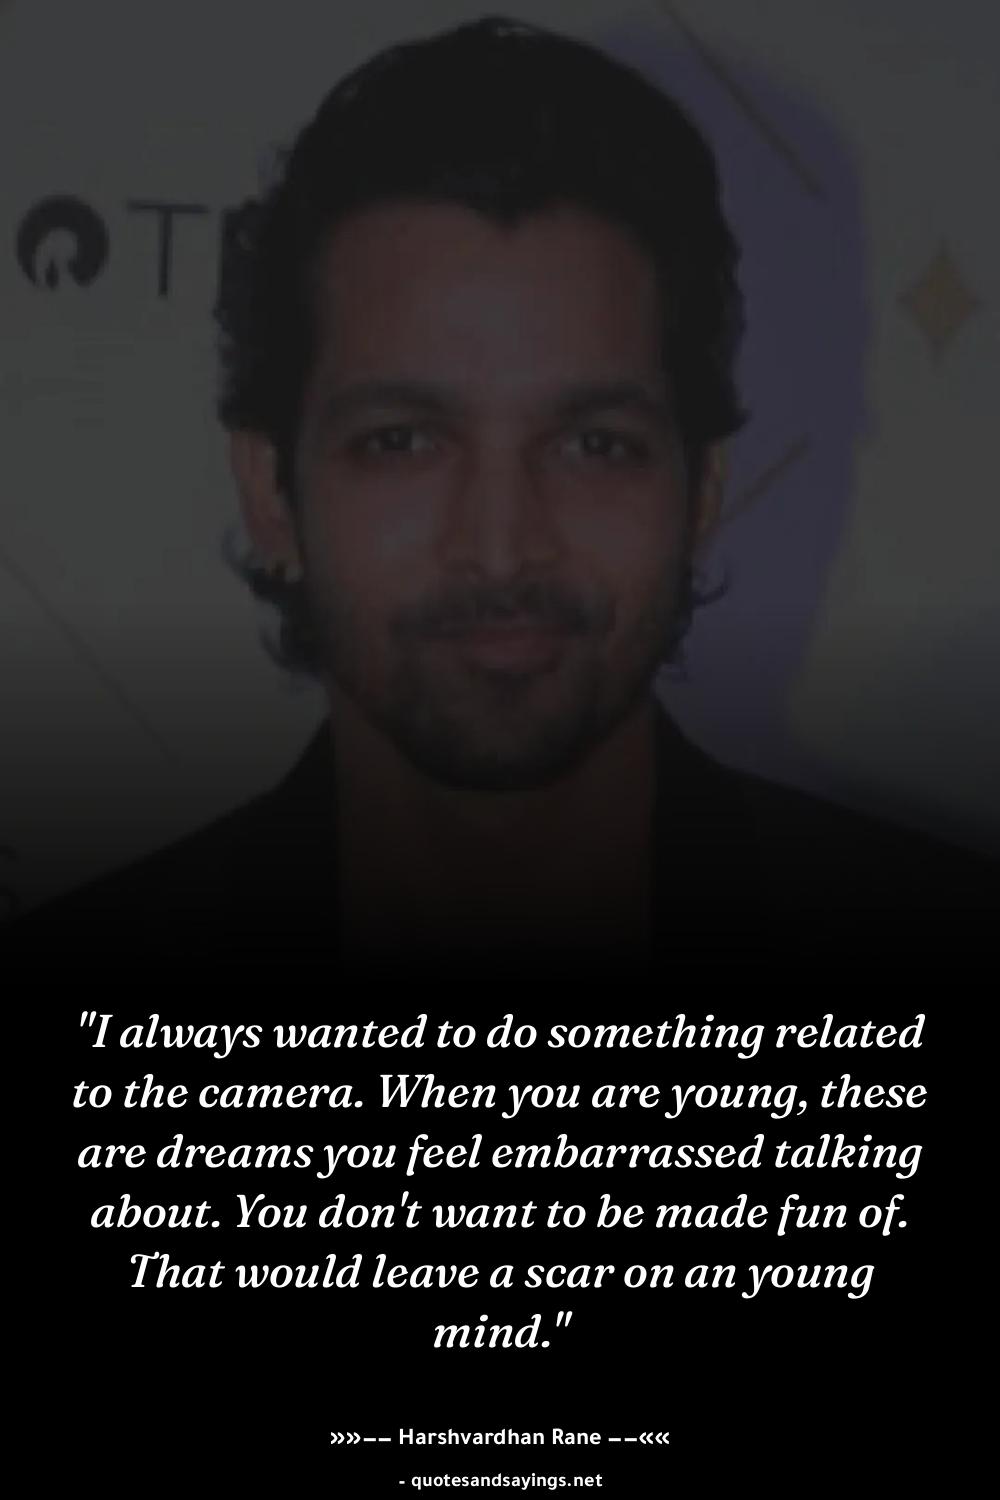 T
"I always wanted to do something related
to the camera. When you are young, these
are dreams you feel embarrassed talking
about. You don't want to be made fun of.
That would leave a scar on an young
mind."
»»–– Harshvardhan Rane ––««
- quotesandsayings.net